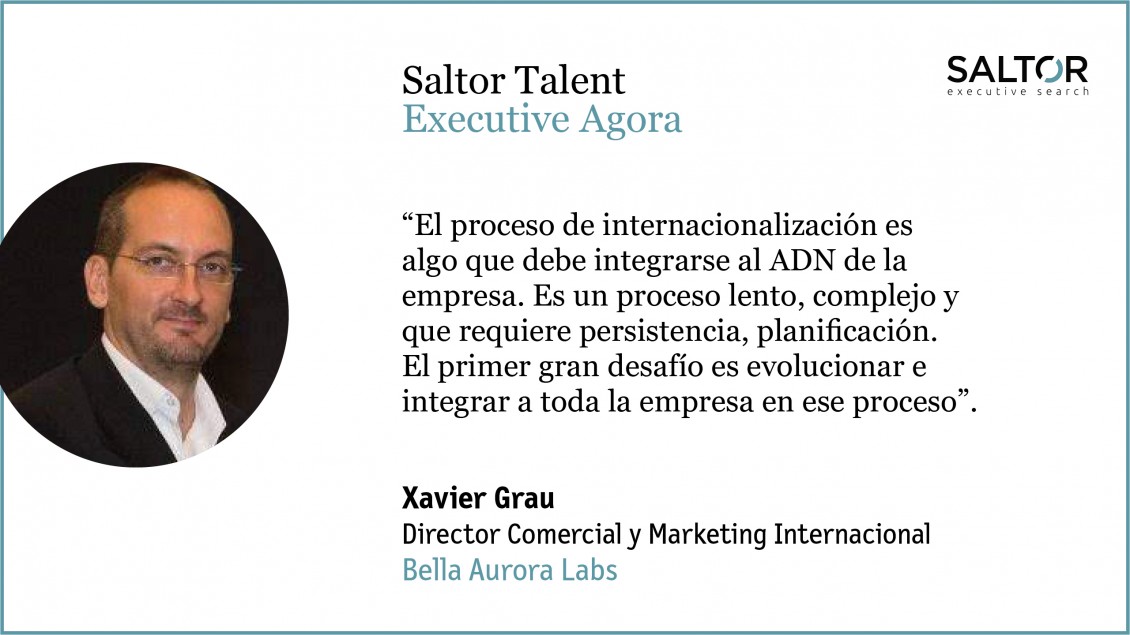 Saltor Talent
Executive Agora
SALTOR
executive search
“El proceso de internacionalización es
algo que debe integrarse al ADN de la
empresa. Es un proceso lento, complejo y
que requiere persistencia, planificación.
El primer gran desafío es evolucionar e
integrar a toda la empresa en ese proceso”.
Xavier Grau
Director Comercial y Marketing Internacional
Bella Aurora Labs